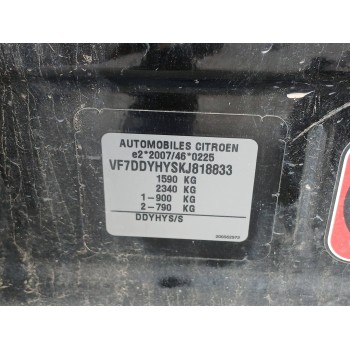 AUTOMOBILES CITROEN
e2*2007/46*0225
VF7DDYHYSKJ818833
1590 KG
2340 KG
1-900 KG
2-790 KG
DDYHYS/S